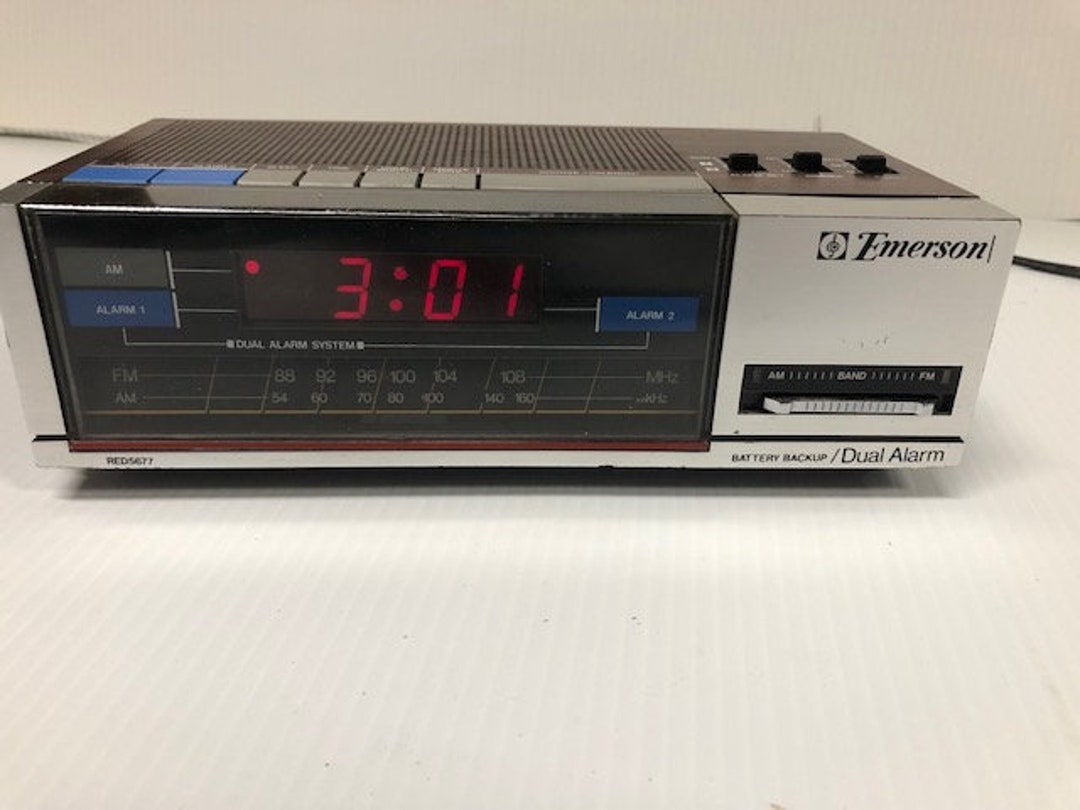 Emerson
AM
3:01
ALARM 1
ALARM 2
DUAL ALARM SYSTEM
AM BAND FM
FM 88 92 96 100 104 108 MHz
AM 54 60 70 80 100 140 160 kHz
RED5677
BATTERY BACKUP / Dual Alarm